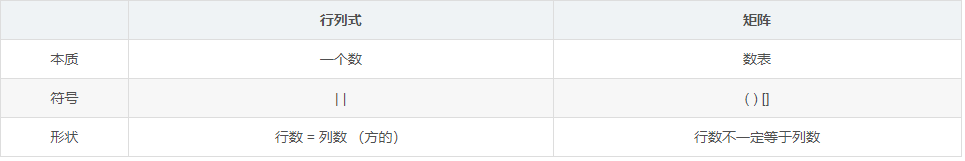 行列式 矩阵
本质 一个数 数表
符号 | | ( ) []
形状 行数 = 列数 （方的） 行数不一定等于列数